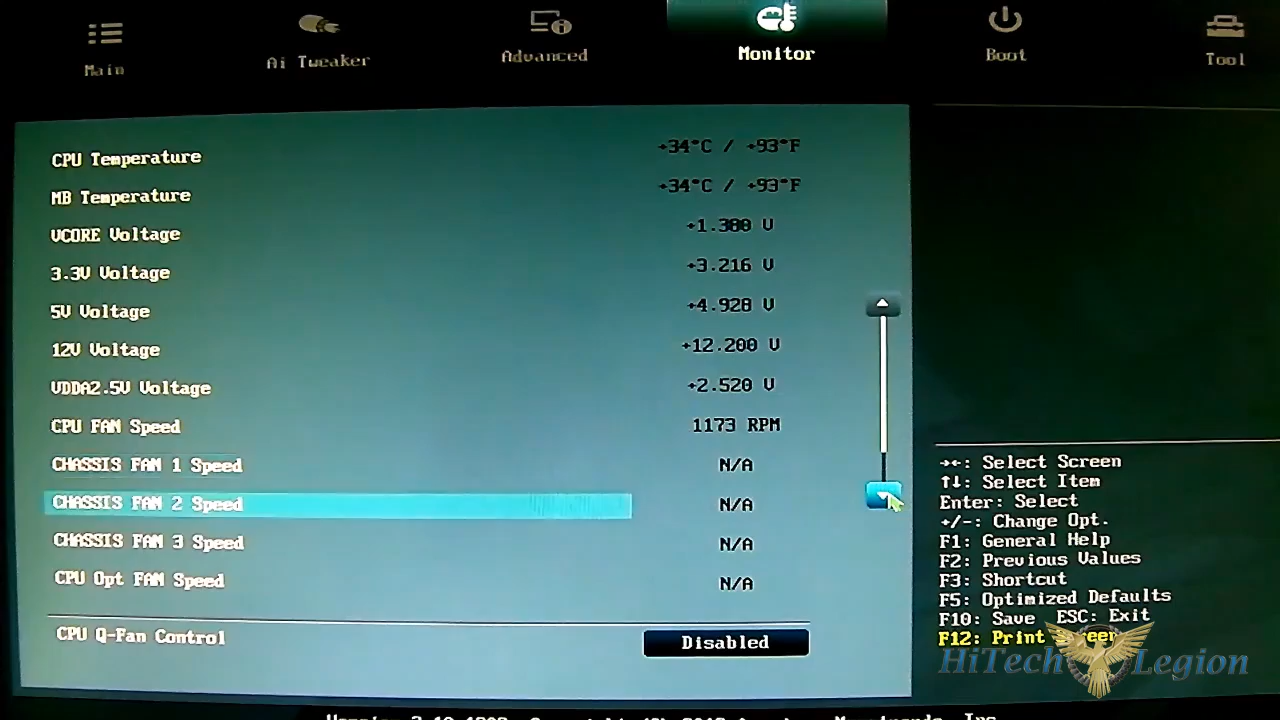 Main
Ai Tweaker
Advanced
Monitor
Boot
Tool
CPU Temperature +34°C / +93°F
MB Temperature +34°C / +93°F
VCORE Voltage +1.380 V
3.3V Voltage +3.216 V
5V Voltage +4.920 V
12V Voltage +12.200 V
VDDA2.5V Voltage +2.520 V
CPU FAN Speed 1173 RPM
CHASSIS FAN 1 Speed N/A
CHASSIS FAN 2 Speed N/A
CHASSIS FAN 3 Speed N/A
CPU Opt FAN Speed N/A
CPU Q-Fan Control Disabled
→←: Select Screen
↑↓: Select Item
Enter: Select
+/-: Change Opt.
F1: General Help
F2: Previous Values
F3: Shortcut
F5: Optimized Defaults
F10: Save ESC: Exit
F12: Print Screen
HiTech Legion